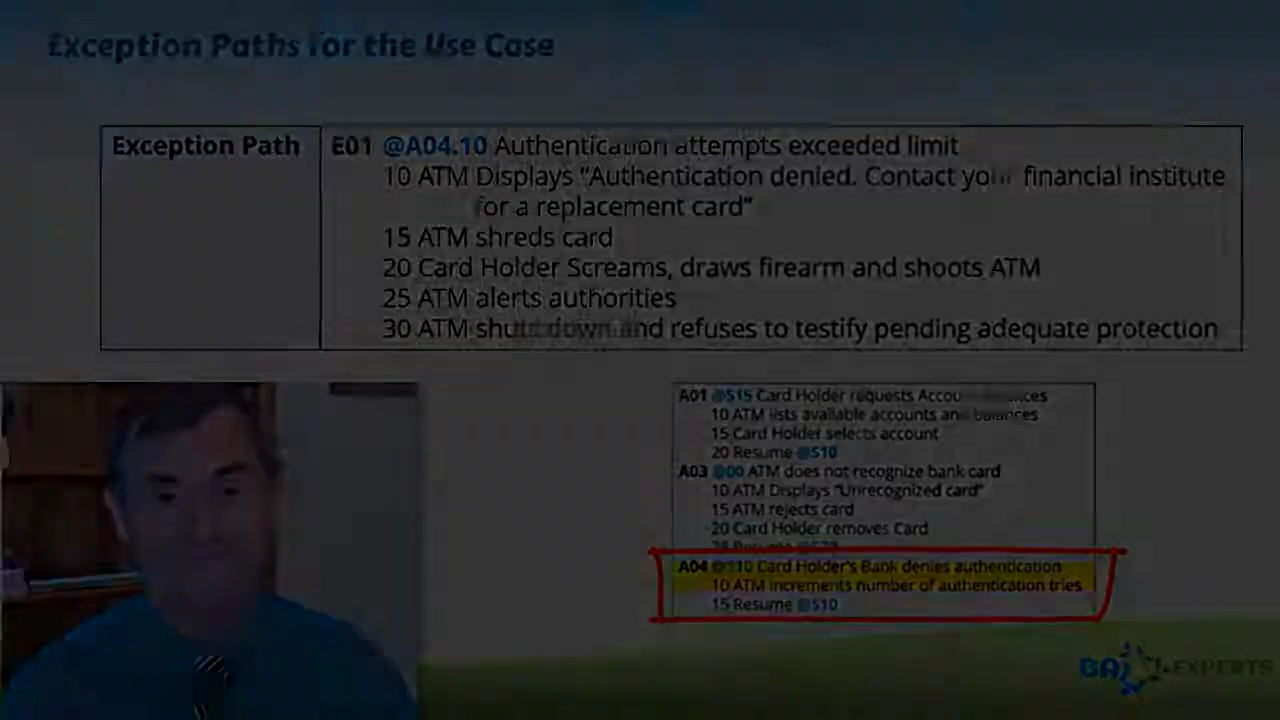 Exception Paths for the Use Case
Exception Path
E01 @A04.10 Authentication attempts exceeded limit
10 ATM Displays “Authentication denied. Contact your financial institute
for a replacement card”
15 ATM shreds card
20 Card Holder Screams, draws firearm and shoots ATM
25 ATM alerts authorities
30 ATM shut down and refuses to testify pending adequate protection
A01 @S15 Card Holder requests
10 ATM lists available accounts and balances
15 Card Holder selects account
20 Resume @S10
A03 @00 ATM does not recognize bank card
10 ATM Displays “Unrecognized card”
15 ATM rejects card
20 Card Holder removes Card
Resume
A04 @S10 Card Holder's Bank denies authentication
10 ATM increments number of authentication tries
15 Resume @S10
BA EXPERTS